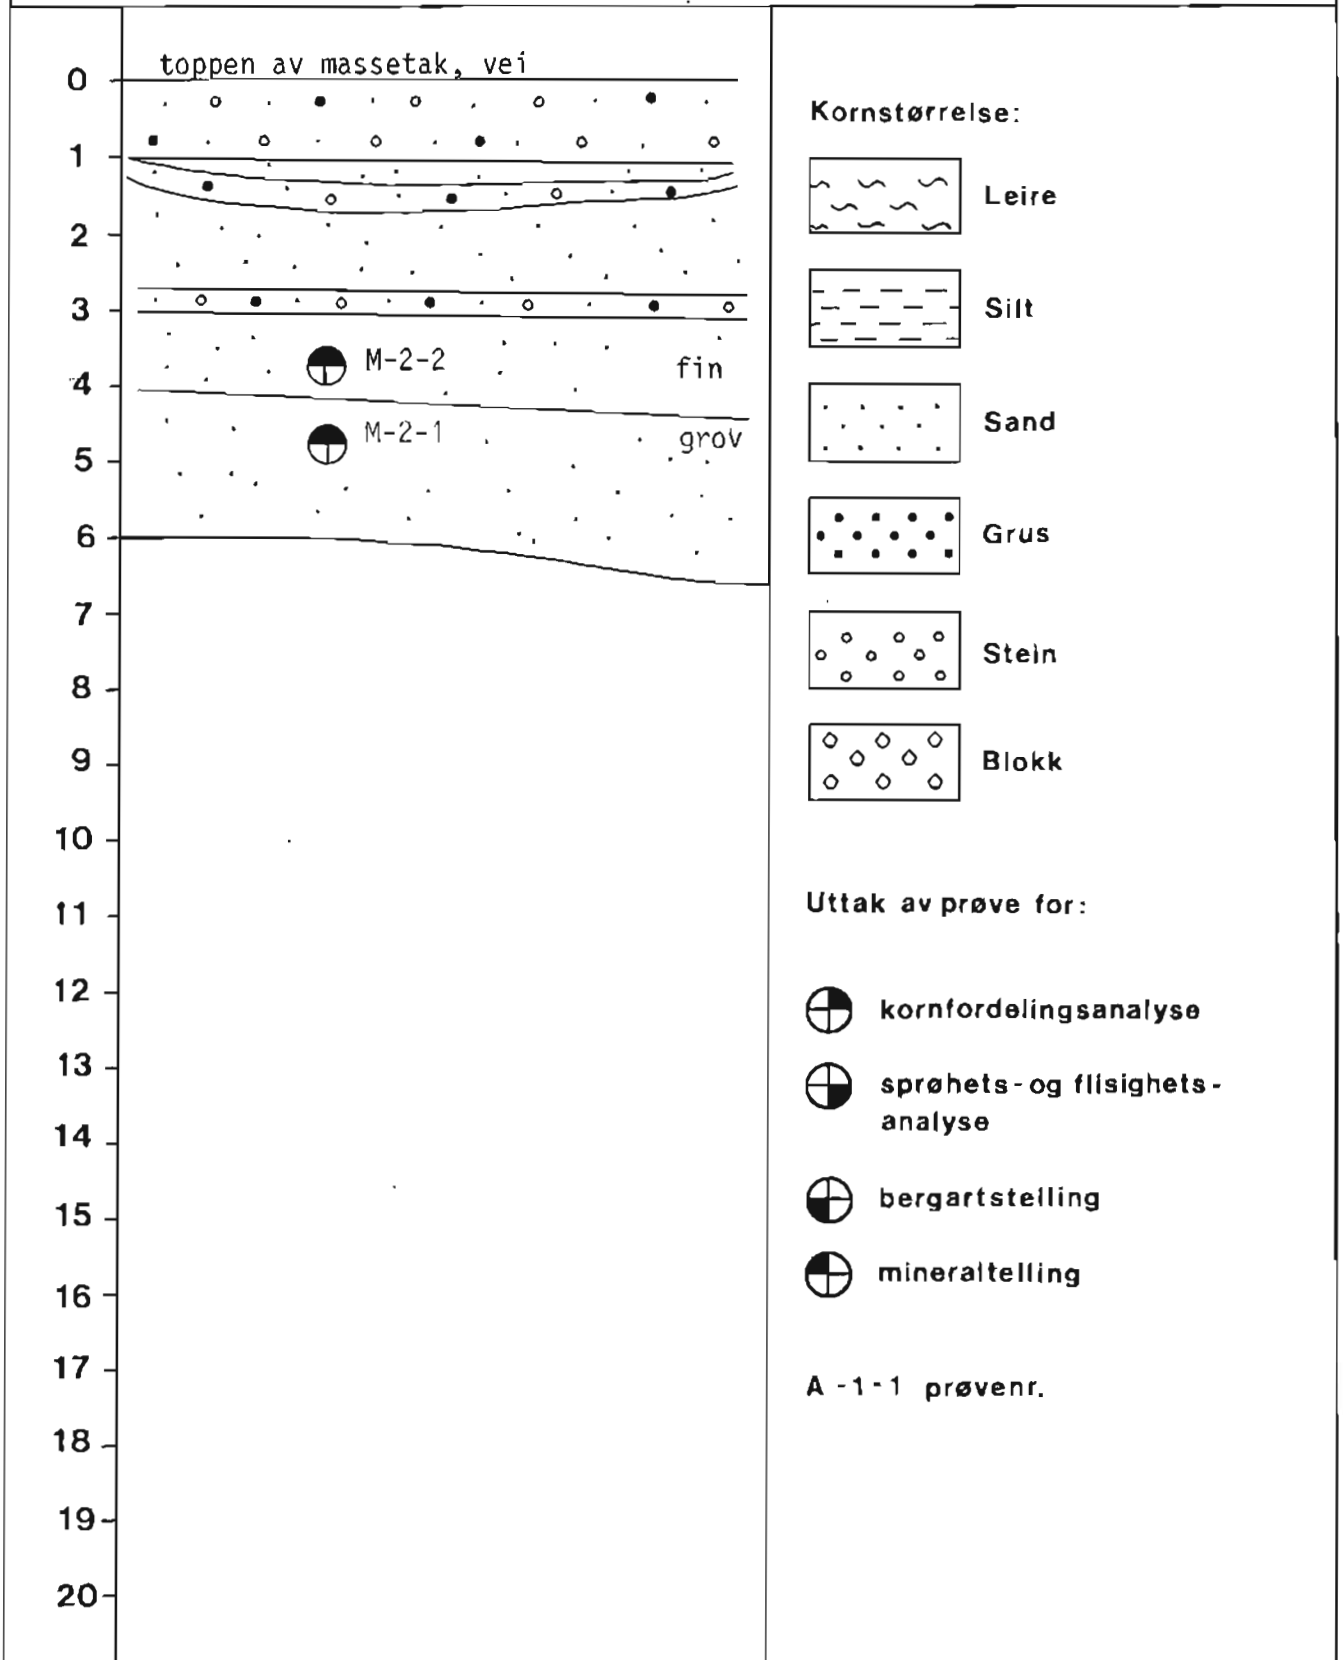 toppen av massetak, vei
0
1
2
3
4
5
6
7
8
9
10
11
12
13
14
15
16
17
18
19
20
M-2-2
fin
M-2-1
grov
Kornstørrelse:
Leire
Silt
Sand
Grus
Stein
Blokk
Uttak av prøve for:
kornfordelingsanalyse
sprøhets- og flisighets-
analyse
bergartstelling
mineraltelling
A -1-1 prøvenr.